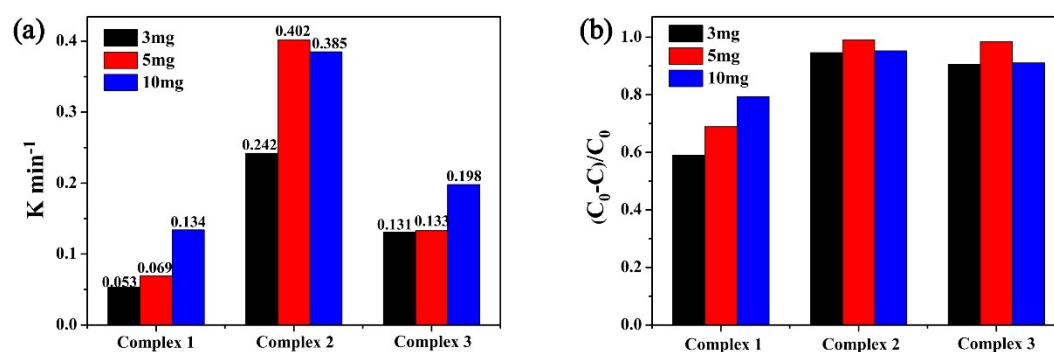 (a)
3mg
5mg
10mg
K min⁻¹
0.4
0.3
0.2
0.1
0.0
0.053
0.069
0.134
0.242
0.402
0.385
0.131
0.133
0.198
Complex 1
Complex 2
Complex 3
(b)
3mg
5mg
10mg
(C₀-C)/C₀
1.0
0.8
0.6
0.4
0.2
0.0
Complex 1
Complex 2
Complex 3